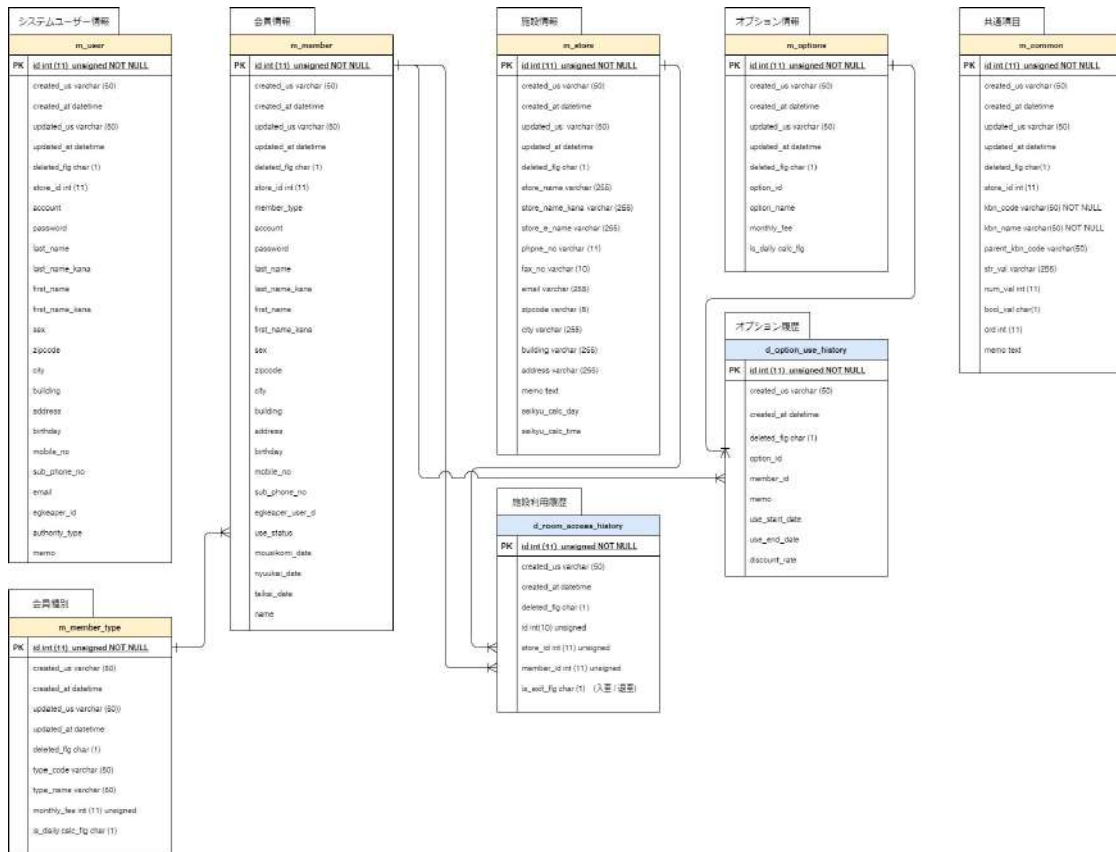 システムユーザー情報
m_user
PK id int (11) unsigned NOT NULL
created_us varchar (50)
created_at datetime
updated_us varchar (50)
updated_at datetime
deleted_flg char (1)
store_id int (11)
account
password
last_name
last_name_kana
first_name
first_name_kana
sex
zipcode
city
building
address
birthday
mobile_no
sub_phone_no
email
egkeeper_id
authority_type
memo
会員種別
m_member_type
PK id int (11) unsigned NOT NULL
created_us varchar (50)
created_at datetime
updated_us varchar (50))
updated_at datetime
deleted_flg char (1)
type_code varchar (50)
type_name varchar (50)
monthly_fee int (11) unsigned
is_daily calc_flg char (1)
会員情報
m_member
PK id int (11) unsigned NOT NULL
created_us varchar (50)
created_at datetime
updated_us varchar (50)
updated_at datetime
deleted_flg char (1)
store_id int (11)
member_type
account
password
last_name
last_name_kana
first_name
first_name_kana
sex
zipcode
city
building
address
birthday
mobile_no
sub_phone_no
egkeeper_user_id
use_status
mousikomi_date
nyuukai_date
taikai_date
name
施設情報
m_store
PK id int (11) unsigned NOT NULL
created_us varchar (50)
created_at datetime
updated_us varchar (50)
updated_at datetime
deleted_flg char (1)
store_name varchar (255)
store_name_kana varchar (255)
store_e_name varchar (255)
phpne_no varchar (11)
fax_no varchar (10)
email varchar (255)
zipcode varchar (8)
city varchar (255)
building varchar (255)
address varchar (255)
memo text
seikyu_calc_day
seikyu_calc_time
施設利用履歴
d_room_access_history
PK id int (11) unsigned NOT NULL
created_us varchar (50)
created_at datetime
deleted_flg char (1)
id int(10) unsigned
store_id int (11) unsigned
member_id int (11) unsigned
is_exit_flg char (1) (入室 / 退室)
オプション情報
m_options
PK id int (11) unsigned NOT NULL
created_us varchar (50)
created_at datetime
updated_us varchar (50)
updated_at datetime
deleted_flg char (1)
option_id
option_name
monthly_fee
is_daily calc_flg
オプション履歴
d_option_use_history
PK id int (11) unsigned NOT NULL
created_us varchar (50)
created_at datetime
deleted_flg char (1)
option_id
member_id
memo
use_start_date
use_end_date
discount_rate
共通項目
m_common
PK id int (11) unsigned NOT NULL
created_us varchar (50)
created_at datetime
updated_us varchar (50)
updated_at datetime
deleted_flg char(1)
store_id int (11)
kbn_code varchar(50) NOT NULL
kbn_name varchar(50) NOT NULL
parent_kbn_code varchar(50)
str_val varchar (255)
num_val int (11)
bool_val char(1)
ord int (11)
memo text